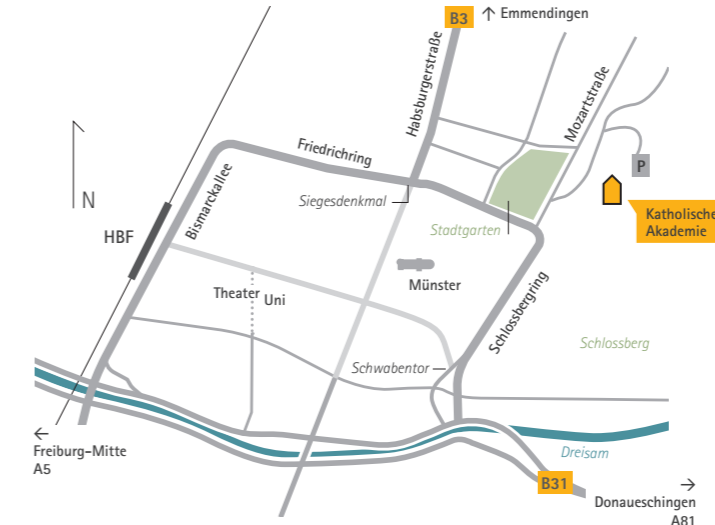 B3
↑ Emmendingen
Habsburgerstraße
Mozartstraße
Friedrichring
P
N
Siegesdenkmal
Bismarckallee
Katholische
Akademie
Stadtgarten
HBF
Münster
Theater
Uni
Schlossbergring
Schlossberg
Schwabentor
←
Freiburg-Mitte
A5
Dreisam
B31
→
Donaueschingen
A81